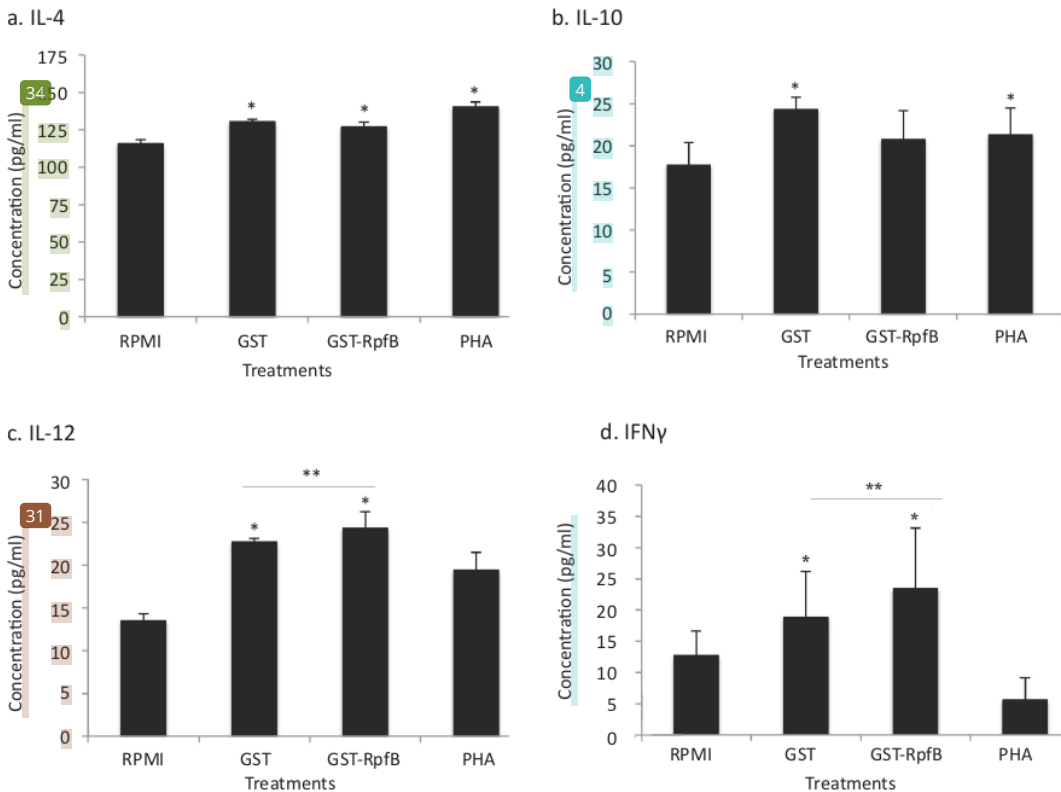 a. IL-4
Concentration (pg/ml)
175
34
50
125
100
75
50
25
0
*
*
*
RPMI GST GST-RpfB PHA
Treatments
b. IL-10
Concentration (pg/ml)
4
30
25
20
15
10
5
0
*
*
RPMI GST GST-RpfB PHA
Treatments
c. IL-12
Concentration (pg/ml)
31
30
25
20
15
10
5
0
**
*
*
RPMI GST GST-RpfB PHA
Treatments
d. IFNγ
Concentration (pg/ml)
40
35
30
25
20
15
10
5
0
**
*
*
RPMI GST GST-RpfB PHA
Treatments